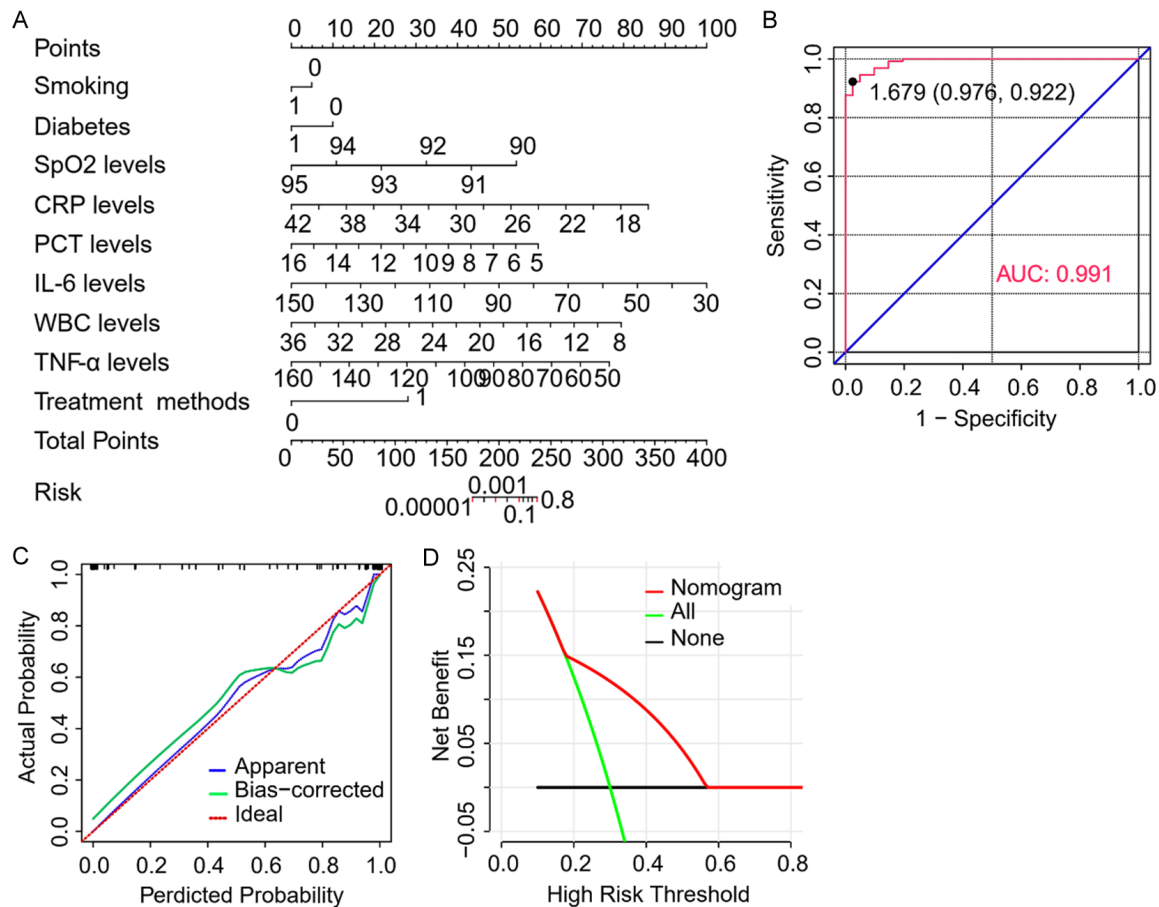 A
Points 0 10 20 30 40 50 60 70 80 90 100
Smoking 0
1
Diabetes 0
1
SpO2 levels 94 92 90
95 93 91
CRP levels
42 38 34 30 26 22 18
PCT levels
16 14 12 10 9 8 7 6 5
IL-6 levels
150 130 110 90 70 50 30
WBC levels
36 32 28 24 20 16 12 8
TNF-α levels
160 140 120 100 90 80 70 60 50
Treatment methods 1
0
Total Points
0 50 100 150 200 250 300 350 400
Risk 0.001
0.00001 0.8
0.1
B
Sensitivity
0.0 0.2 0.4 0.6 0.8 1.0
1.679 (0.976, 0.922)
AUC: 0.991
0.0 0.2 0.4 0.6 0.8 1.0
1 − Specificity
C
Actual Probability
0.0 0.2 0.4 0.6 0.8 1.0
Apparent
Bias−corrected
Ideal
0.0 0.2 0.4 0.6 0.8 1.0
Perdicted Probability
D
Net Benefit
−0.05 0.05 0.15 0.25
Nomogram
All
None
0.0 0.2 0.4 0.6 0.8
High Risk Threshold